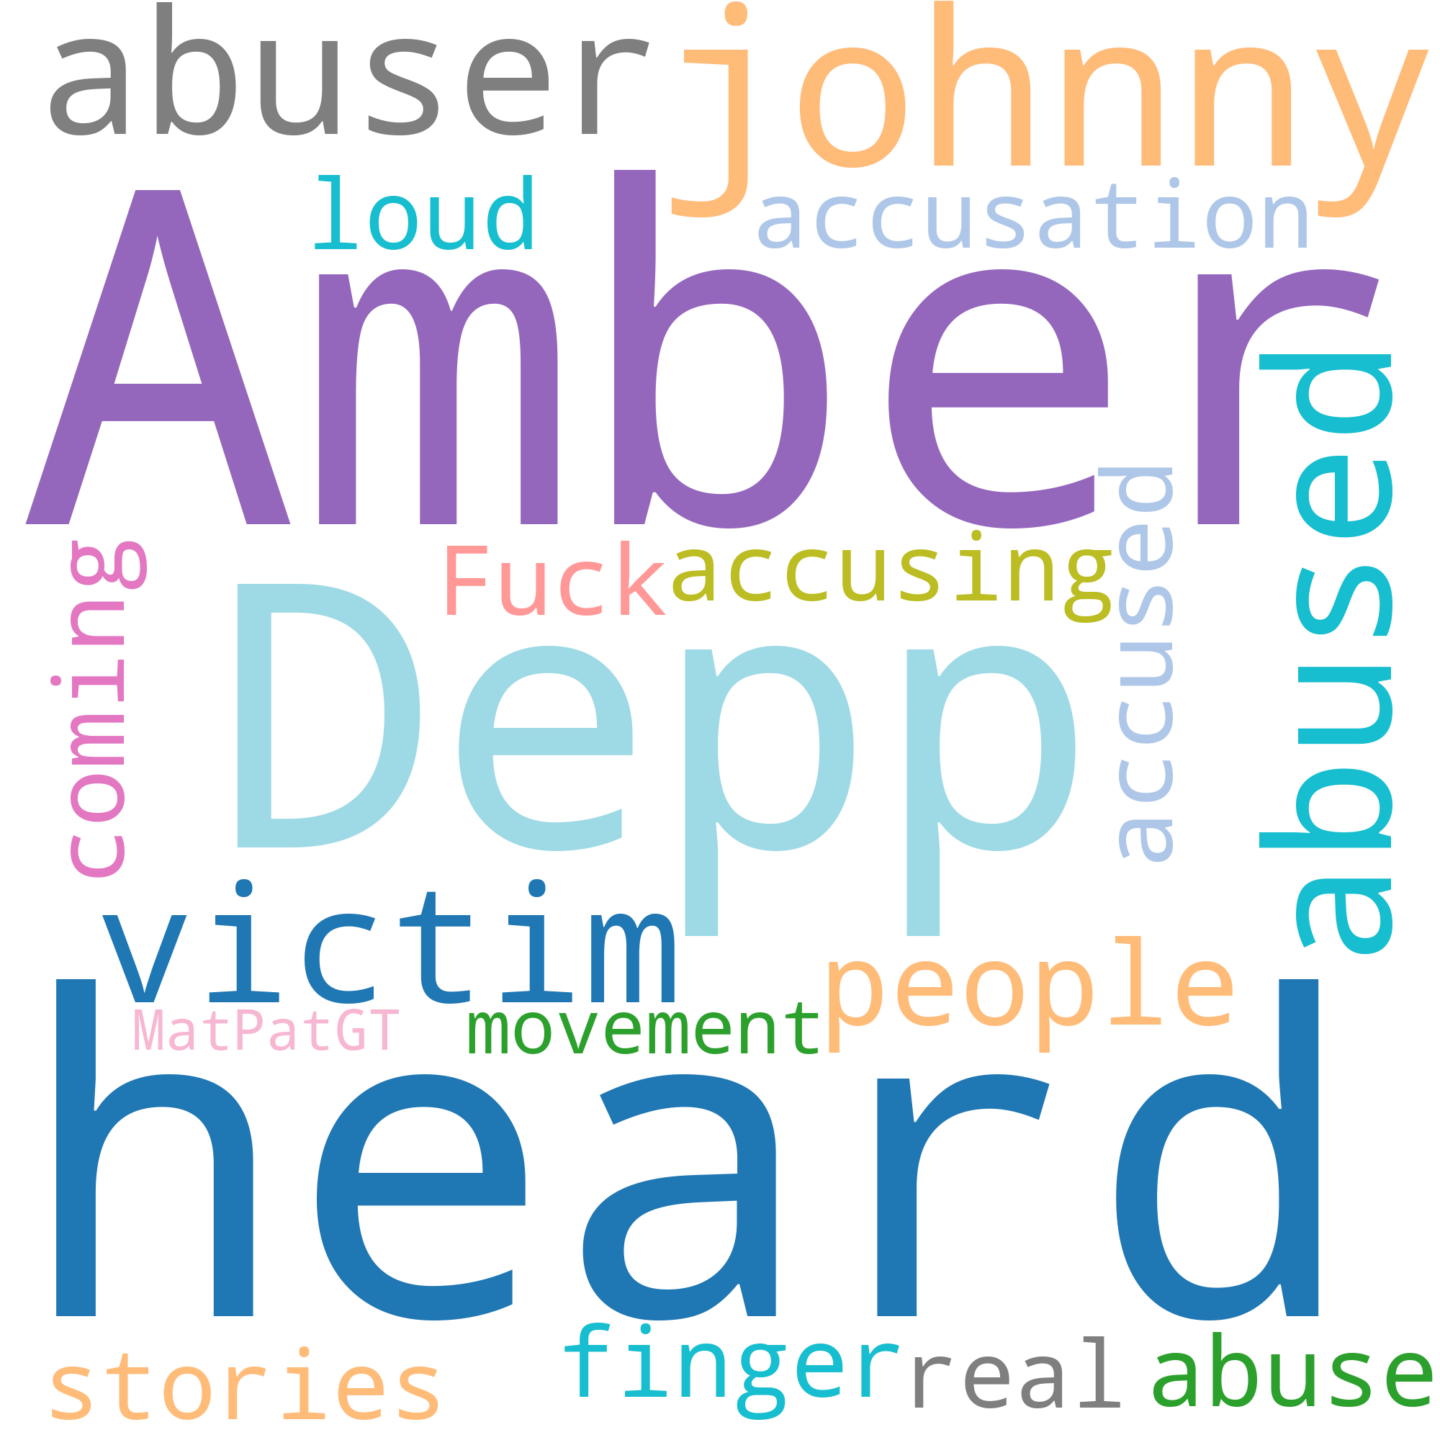 abuser
johnny
loud
accusation
Amber
abused
accused
coming
Fuck
accusing
Depp
victim
people
MatPatGT
movement
heard
stories
finger
real
abuse